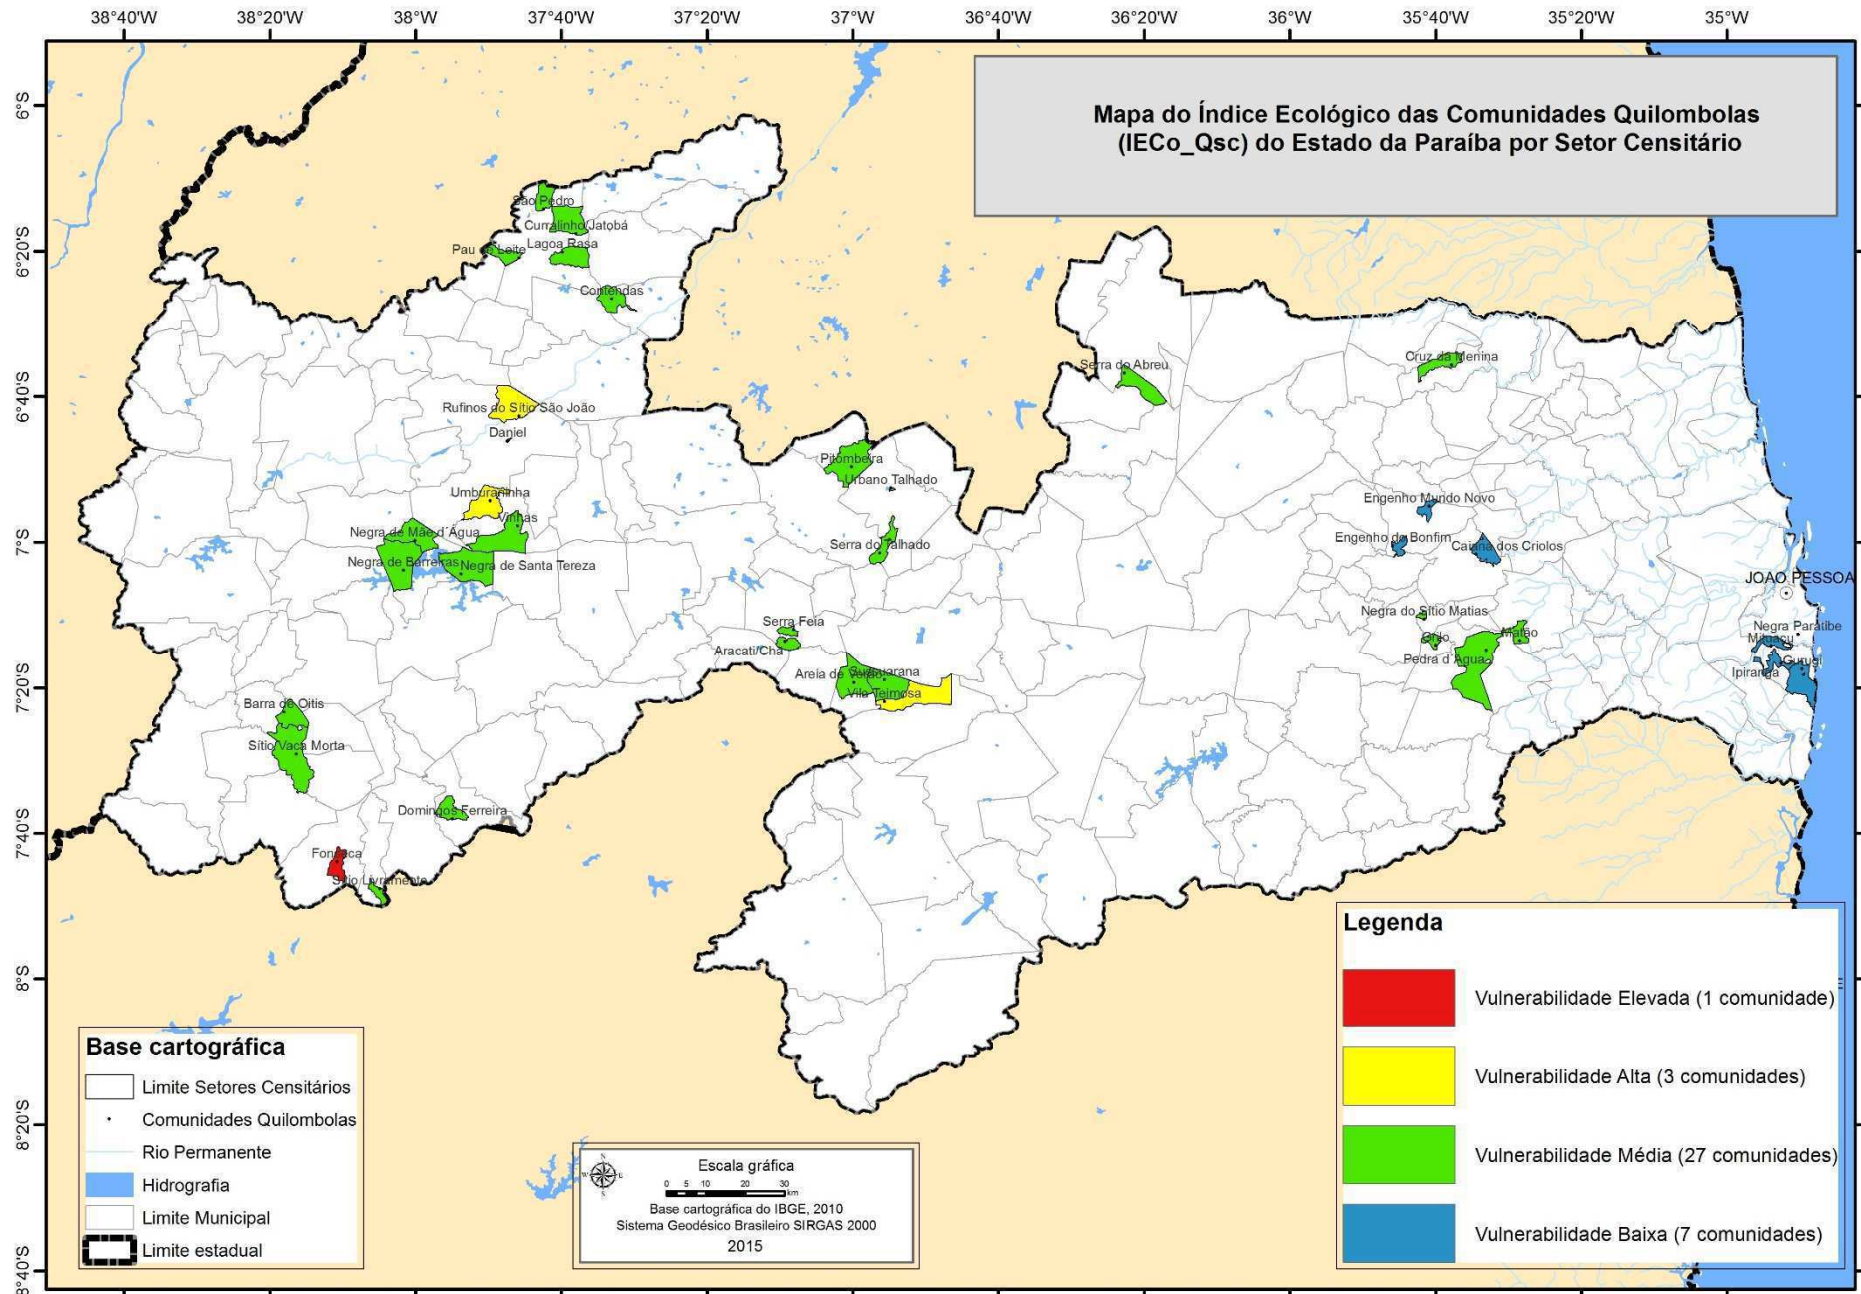 38°40'W 38°20'W 38°W 37°40'W 37°20'W 37°W 36°40'W 36°20'W 36°W 35°40'W 35°20'W 35°W
Mapa do Índice Ecológico das Comunidades Quilombolas
(IECo_Qsc) do Estado da Paraíba por Setor Censitário
6°S
6°20'S
6°40'S
7°S
7°20'S
7°40'S
8°S
8°20'S
8°40'S
São Pedro
Curralinho/Jatobá
Pau de Leite
Lagoa Rasa
Contendas
Serra do Abreu
Cruz da Menina
Rufinos do Sítio São João
Daniel
Pitombeira
Urbano Talhado
Umburaninha
Vinhas
Engenho Mundo Novo
Negra de Mãe d'Água
Engenho do Bonfim
Caiana dos Criolos
Serra do Talhado
Negra de Barreiras
Negra de Santa Tereza
JOÃO PESSOA
Negra do Sítio Matias
Serra Feia
Negra Paratibe
Matão
Grilo
Mituaçu
Aracati/Chã
Pedra d'Água
Gurugi
Areia de Verão
Ipiranga
Vila Teimosa
Barra de Oitis
Sítio Vaca Morta
Domingos Ferreira
Fonseca
Sítio Livramento
Legenda
Vulnerabilidade Elevada (1 comunidade)
Vulnerabilidade Alta (3 comunidades)
Vulnerabilidade Média (27 comunidades)
Vulnerabilidade Baixa (7 comunidades)
Base cartográfica
Limite Setores Censitários
Comunidades Quilombolas
Rio Permanente
Hidrografia
Limite Municipal
Limite estadual
N
W E
S
Escala gráfica
0 5 10 20 30
km
Base cartográfica do IBGE, 2010
Sistema Geodésico Brasileiro SIRGAS 2000
2015